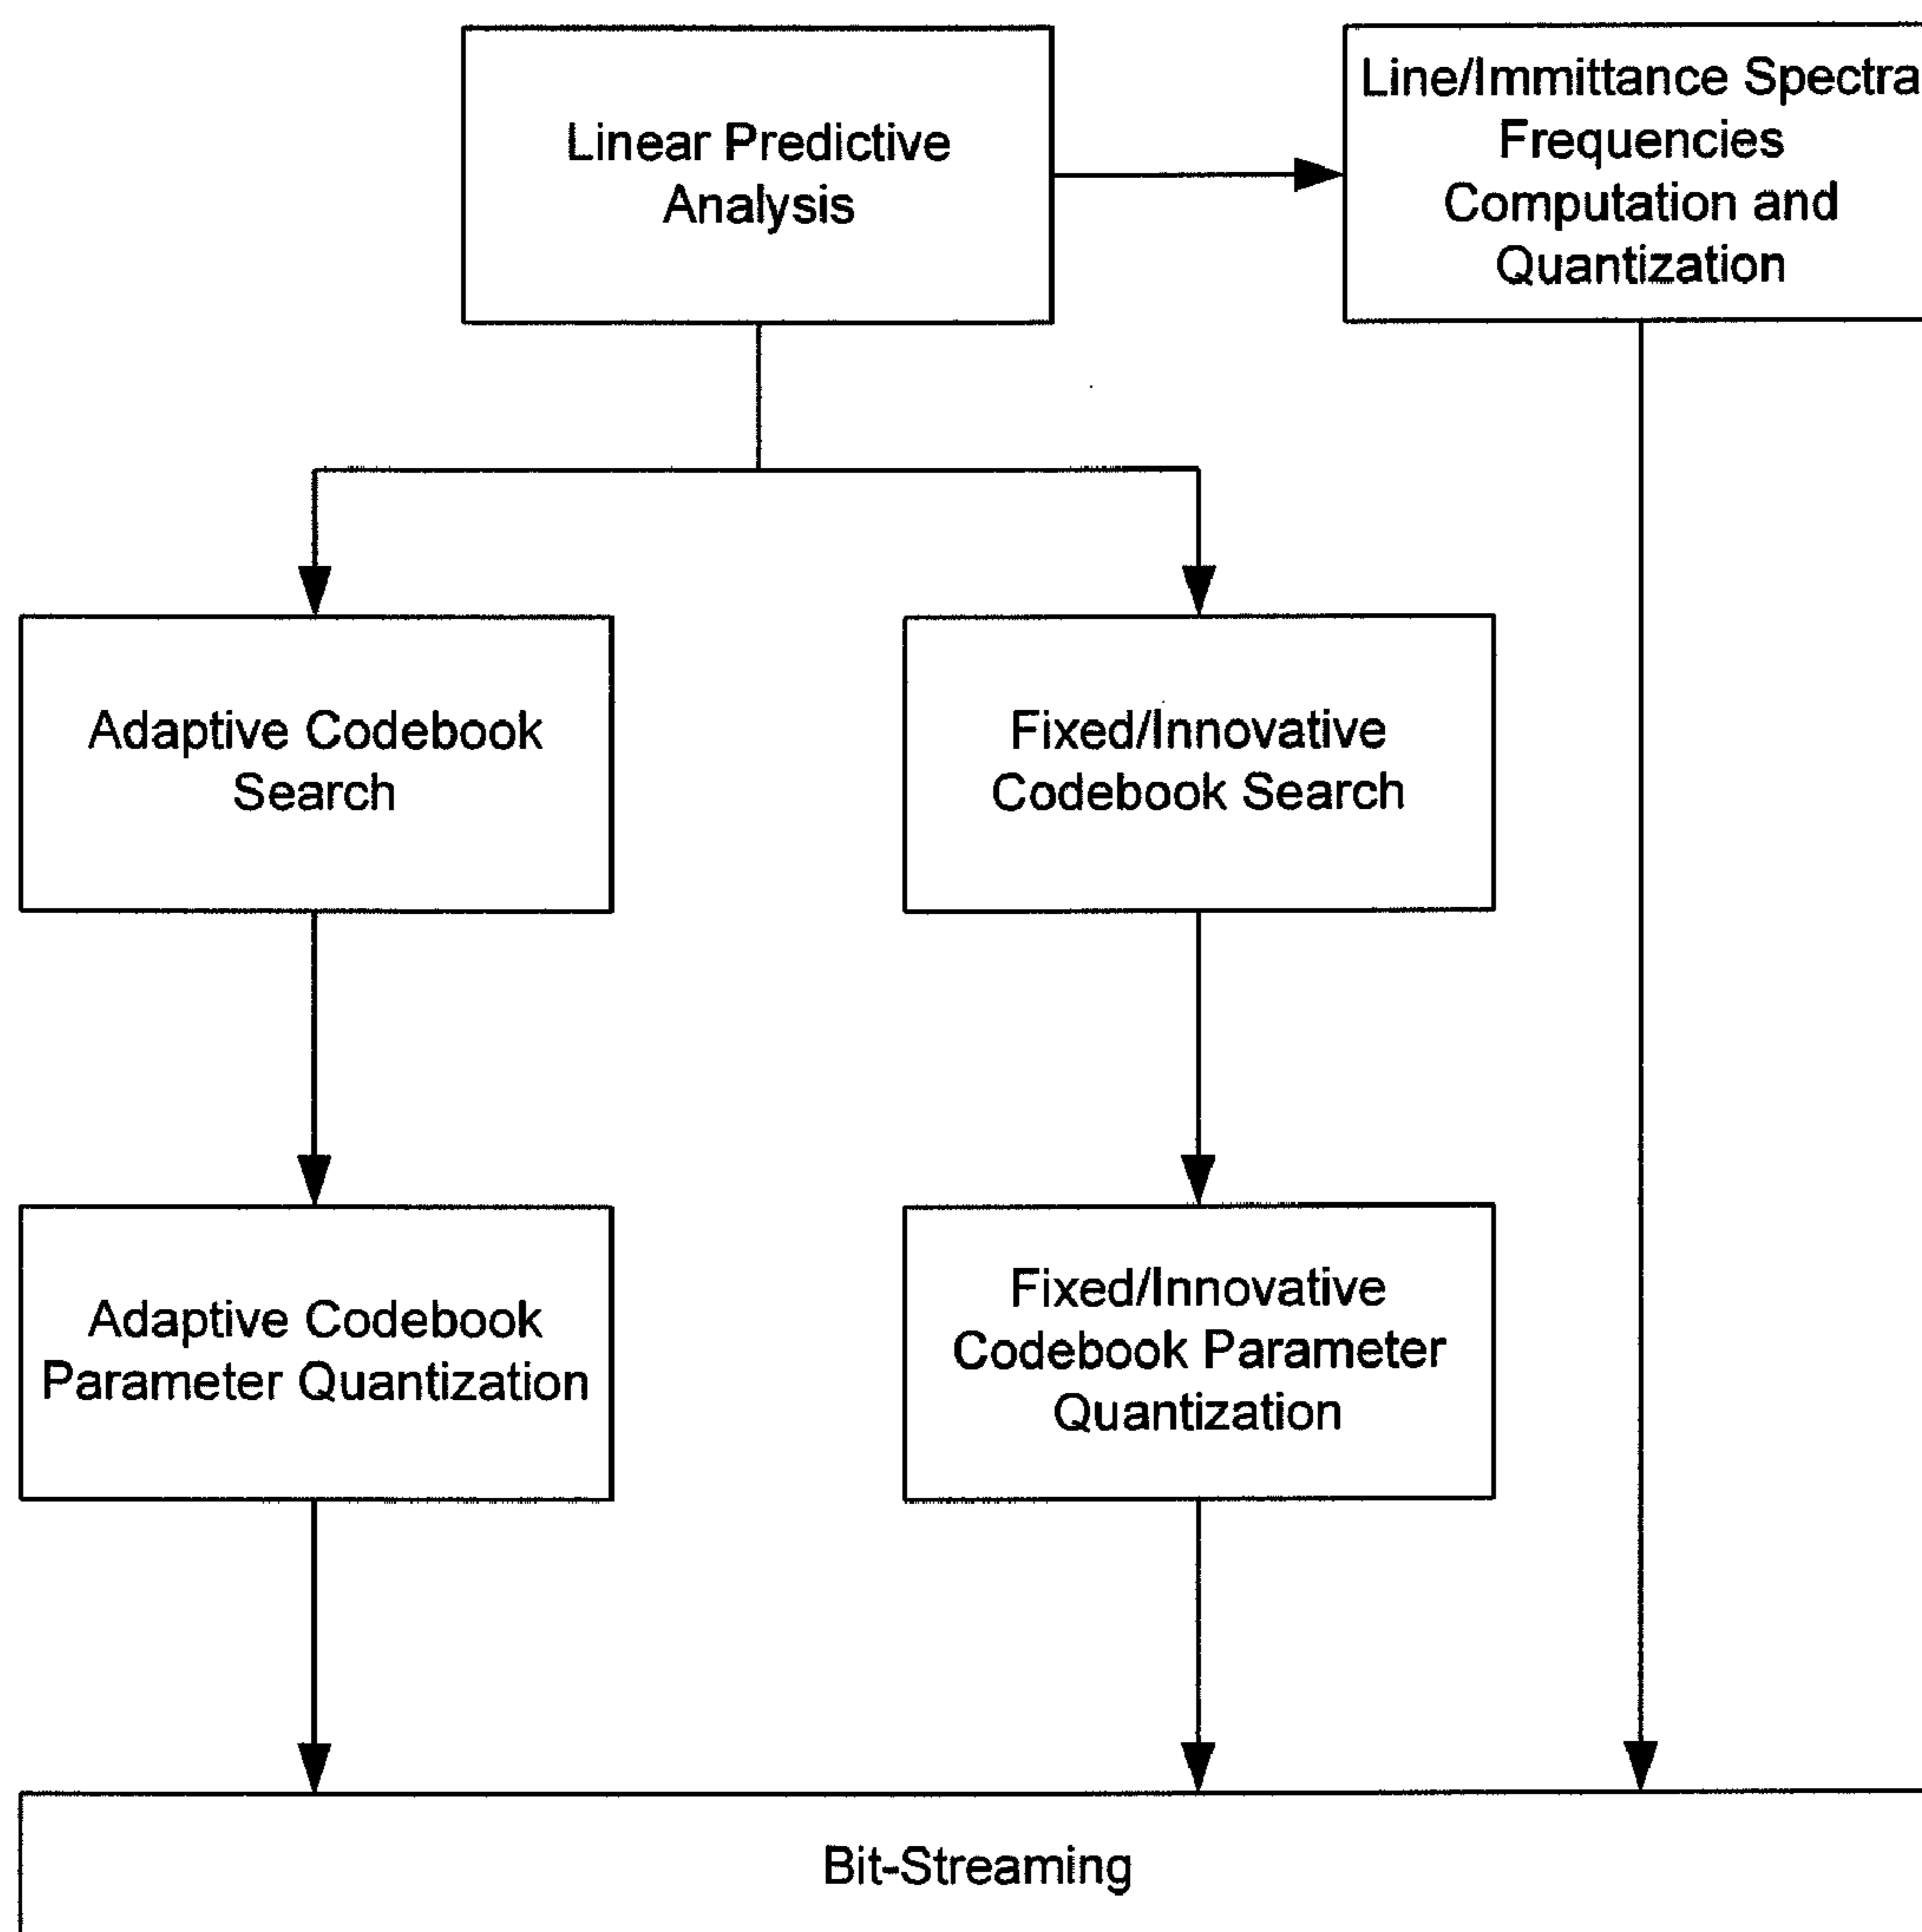 Linear Predictive
Analysis
Line/Immittance Spectra
Frequencies
Computation and
Quantization
Adaptive Codebook
Search
Fixed/Innovative
Codebook Search
Adaptive Codebook
Parameter Quantization
Fixed/Innovative
Codebook Parameter
Quantization
Bit-Streaming